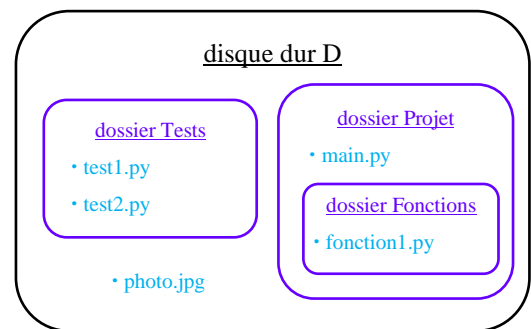 disque dur D
dossier Tests
· test1.py
· test2.py
· photo.jpg
dossier Projet
· main.py
dossier Fonctions
· fonction1.py